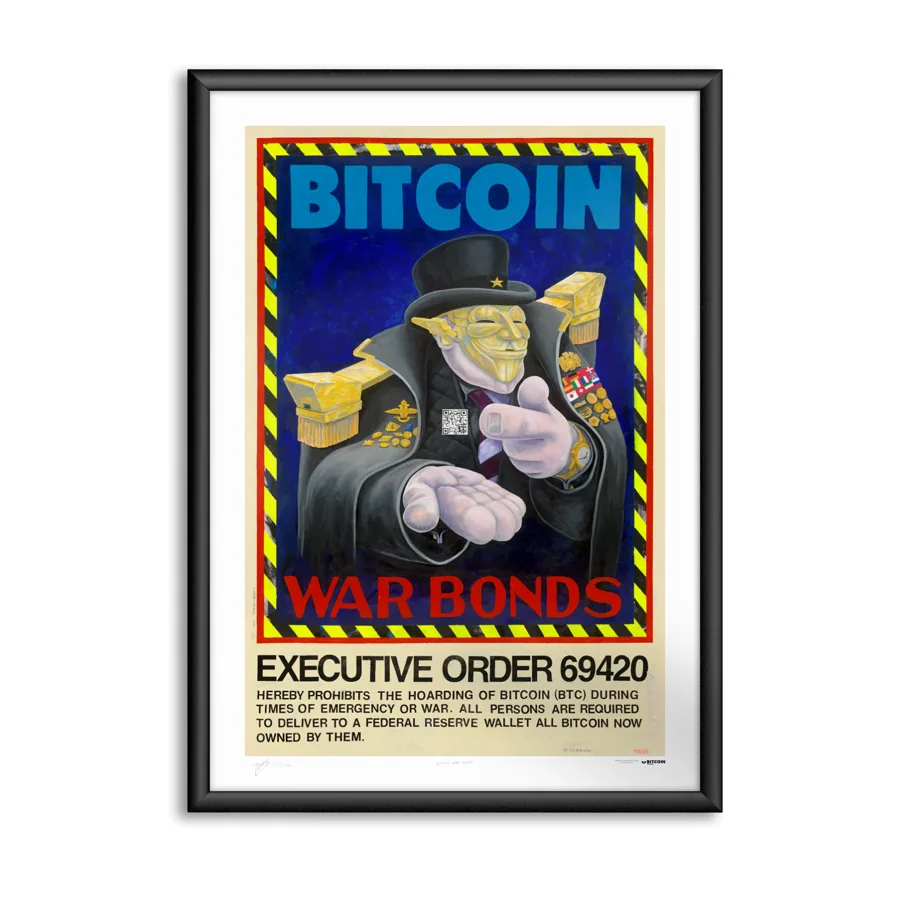 BITCOIN
WAR BONDS
EXECUTIVE ORDER 69420
HEREBY PROHIBITS THE HOARDING OF BITCOIN (BTC) DURING
TIMES OF EMERGENCY OR WAR. ALL PERSONS ARE REQUIRED
TO DELIVER TO A FEDERAL RESERVE WALLET ALL BITCOIN NOW
OWNED BY THEM.
BITCOIN